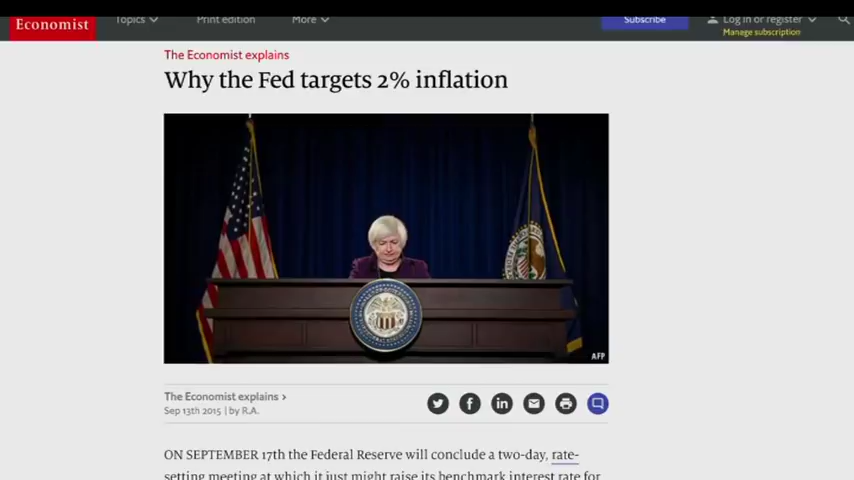 Economist
Topics
Print edition
More
Subscribe
Log in or register
Manage subscription
The Economist explains
Why the Fed targets 2% inflation
AFP
The Economist explains >
Sep 13th 2015 | by R.A.
ON SEPTEMBER 17th the Federal Reserve will conclude a two-day, rate-
setting meeting at which it just might raise its benchmark interest rate for